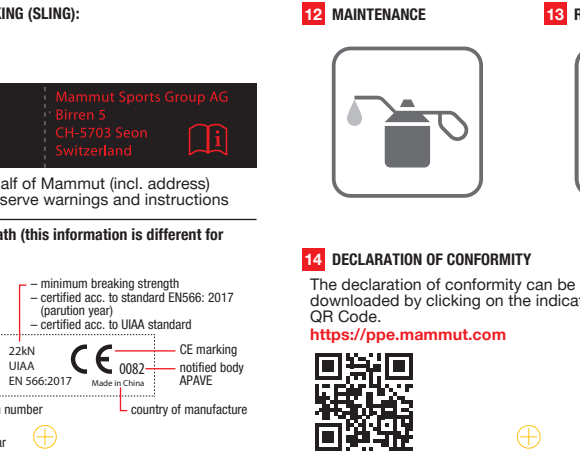 KING (SLING):
Mammut Sports Group AG
Birren 5
CH-5703 Seon
Switzerland
i
alf of Mammut (incl. address)
serve warnings and instructions
ath (this information is different for
– minimum breaking strength
– certified acc. to standard EN566: 2017
(parution year)
– certified acc. to UIAA standard
22kN
UIAA
EN 566:2017
CE 0082
Made in China
CE marking
notified body
APAVE
number
country of manufacture
ar
12 MAINTENANCE
13 R
14 DECLARATION OF CONFORMITY
The declaration of conformity can be
downloaded by clicking on the indicat
QR Code.
https://ppe.mammut.com